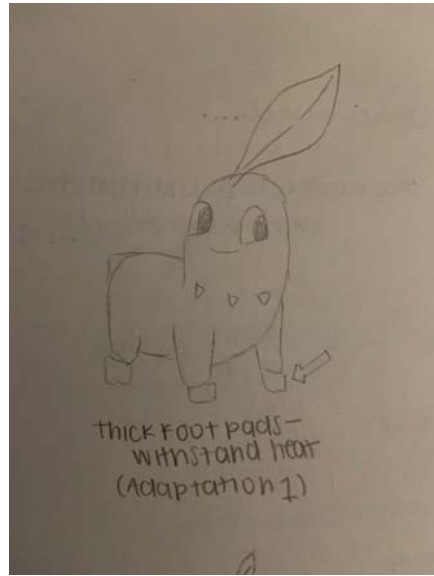 thick foot pads—
withstand heat
(Adaptation 1)